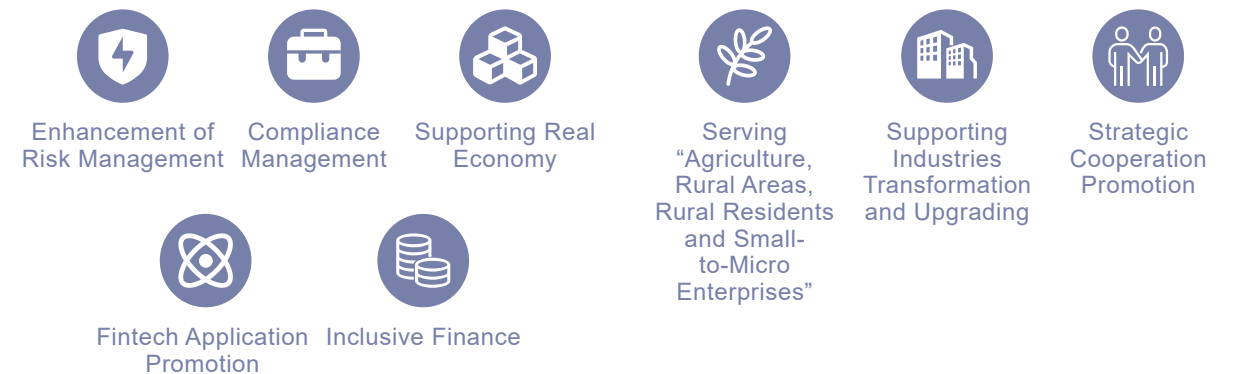 Enhancement of
Risk Management
Compliance
Management
Supporting Real
Economy
Serving
“Agriculture,
Rural Areas,
Rural Residents
and Small-
to-Micro
Enterprises”
Supporting
Industries
Transformation
and Upgrading
Strategic
Cooperation
Promotion
Fintech Application
Promotion
Inclusive Finance